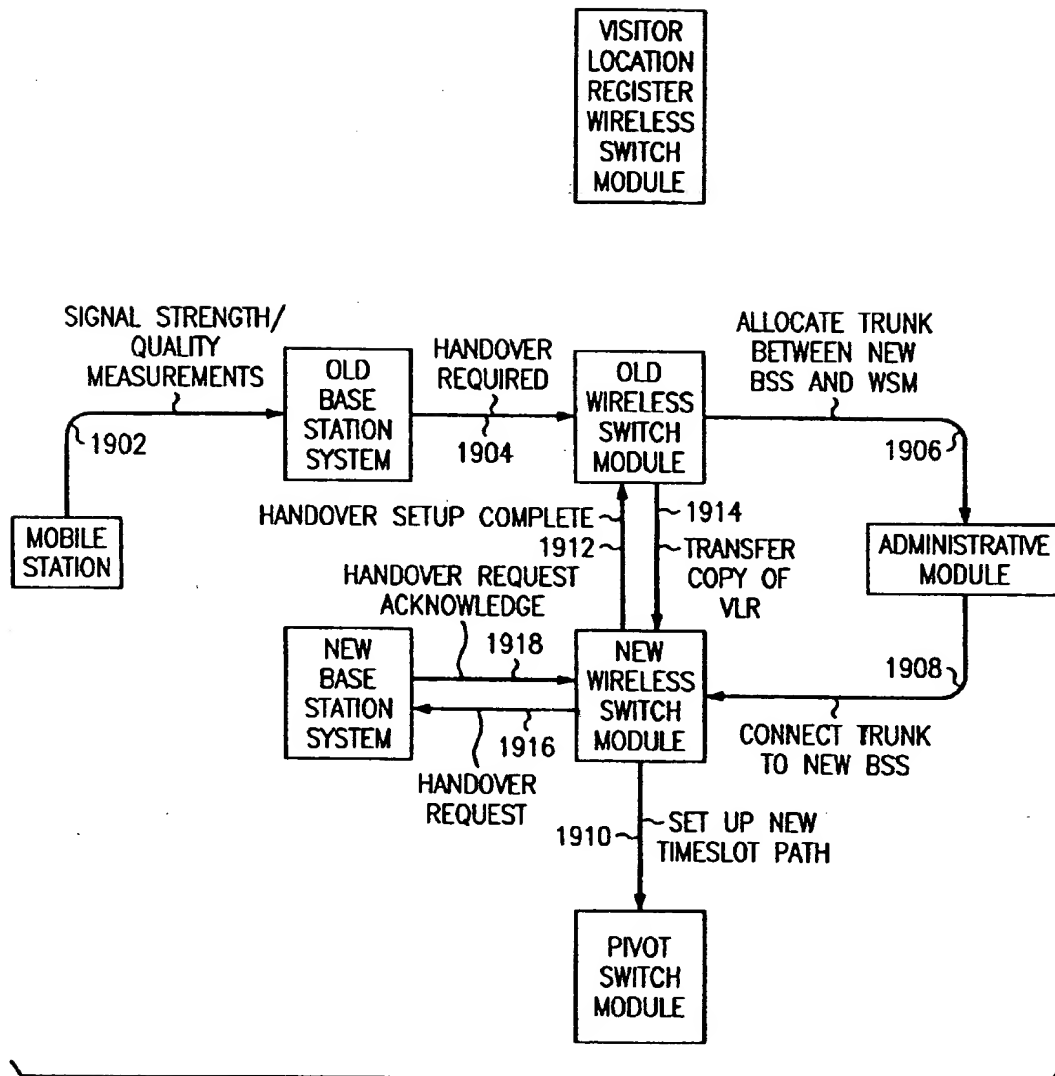 VISITOR
LOCATION
REGISTER
WIRELESS
SWITCH
MODULE
SIGNAL STRENGTH/
QUALITY
MEASUREMENTS
1902
MOBILE
STATION
OLD
BASE
STATION
SYSTEM
HANDOVER
REQUIRED
1904
OLD
WIRELESS
SWITCH
MODULE
ALLOCATE TRUNK
BETWEEN NEW
BSS AND WSM
1906
ADMINISTRATIVE
MODULE
HANDOVER SETUP COMPLETE
1912
1914
TRANSFER
COPY OF
VLR
HANDOVER REQUEST
ACKNOWLEDGE
1918
NEW
BASE
STATION
SYSTEM
1916
HANDOVER
REQUEST
NEW
WIRELESS
SWITCH
MODULE
1908
CONNECT TRUNK
TO NEW BSS
1910
SET UP NEW
TIMESLOT PATH
PIVOT
SWITCH
MODULE